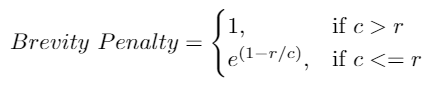 Brevity Penalty = { 1, if c > r
e^(1−r/c), if c <= r